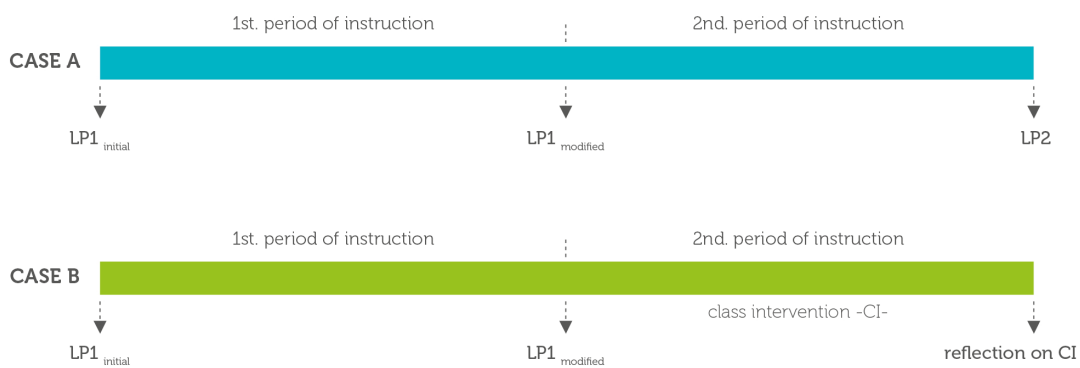 1st. period of instruction 2nd. period of instruction
CASE A
LP1 initial LP1 modified LP2
1st. period of instruction 2nd. period of instruction
CASE B
class intervention -CI-
LP1 initial LP1 modified reflection on CI